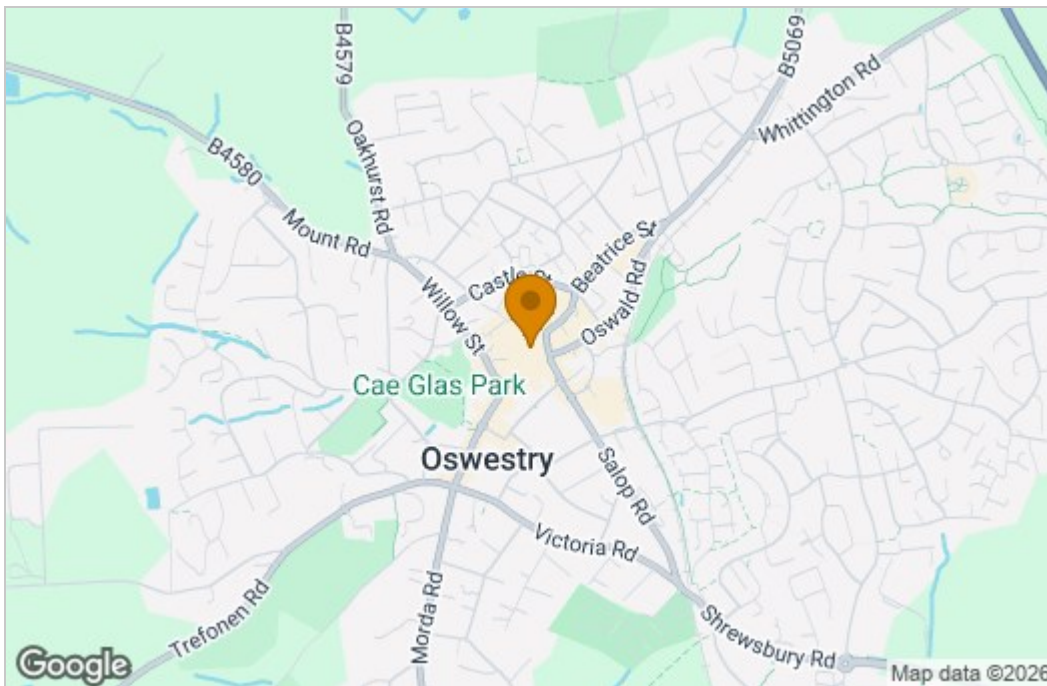 B4579
B5069
Whittington Rd
Oakhurst Rd
B4580
Mount Rd
Beatrice St
Castle St
Willow St
Oswald Rd
Cae Glas Park
Oswestry
Salop Rd
Victoria Rd
Trefonen Rd
Morda Rd
Shrewsbury Rd
Google
Map data ©2026